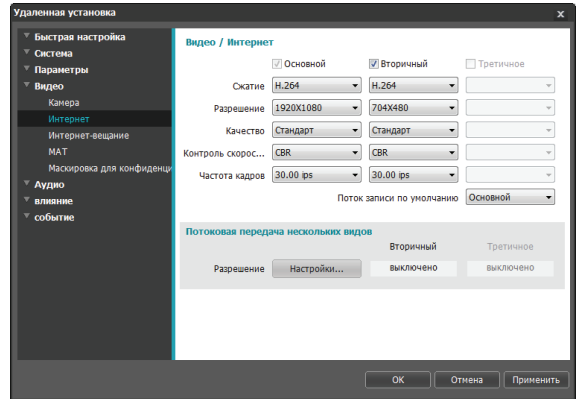 Удаленная установка x
Быстрая настройка
Система
Параметры
Видео
Камера
Интернет
Интернет-вещание
MAT
Маскировка для конфиденци
Аудио
влияние
событие
Видео / Интернет
Основной Вторичный Третичное
Сжатие H.264 H.264
Разрешение 1920X1080 704X480
Качество Стандарт Стандарт
Контроль скорос... CBR CBR
Частота кадров 30.00 ips 30.00 ips
Поток записи по умолчанию Основной
Потоковая передача нескольких видов
Вторичный Третичное
Разрешение Настройки... выключено выключено
OK Отмена Применить